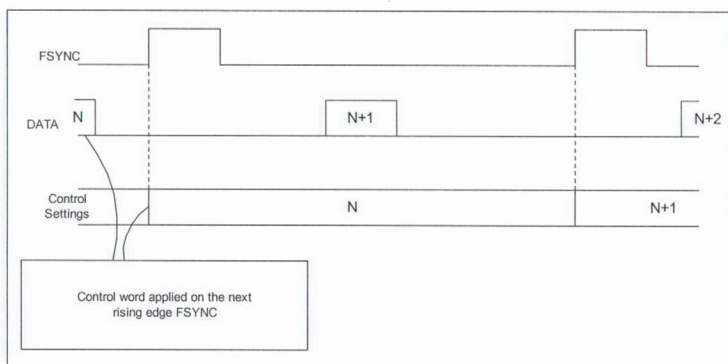 FSYNC
DATA N N+1 N+2
Control
Settings
N N+1
Control word applied on the next
rising edge FSYNC